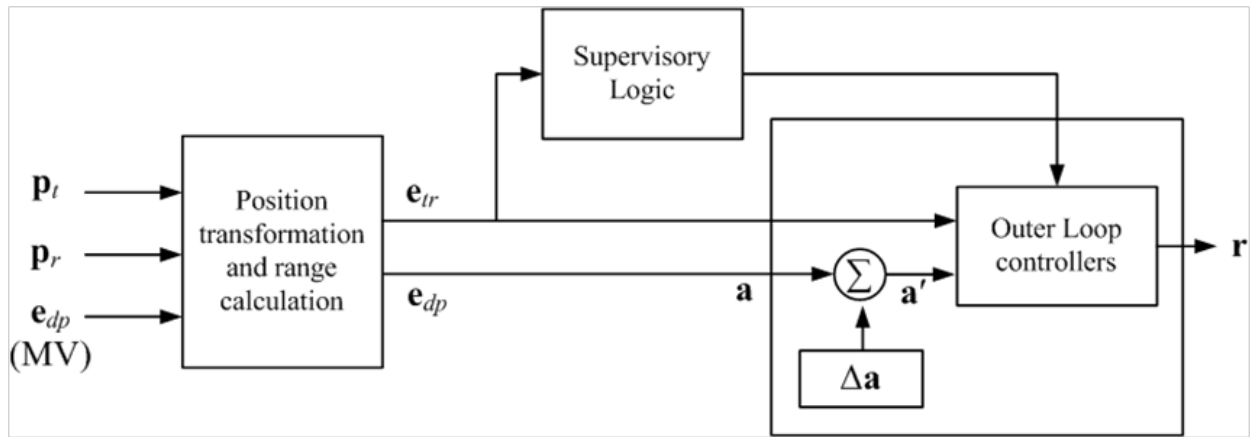 Supervisory
Logic
p_t
p_r
e_dp
(MV)
Position
transformation
and range
calculation
e_tr
e_dp
a
Σ
a′
Δa
Outer Loop
controllers
r